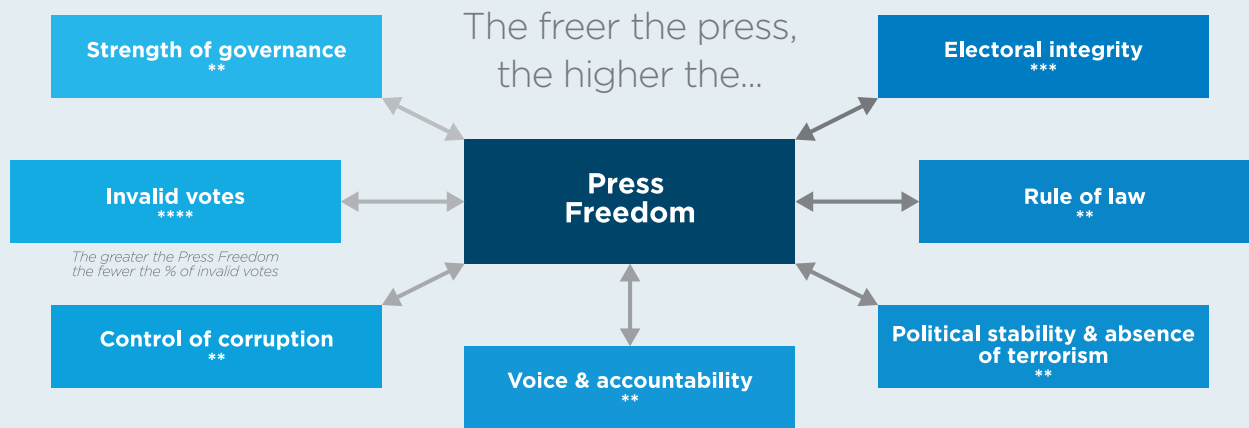 The freer the press,
the higher the...
Strength of governance
**
Electoral integrity
***
Press
Freedom
Invalid votes
****
The greater the Press Freedom
the fewer the % of invalid votes
Rule of law
**
Control of corruption
**
Voice & accountability
**
Political stability & absence
of terrorism
**